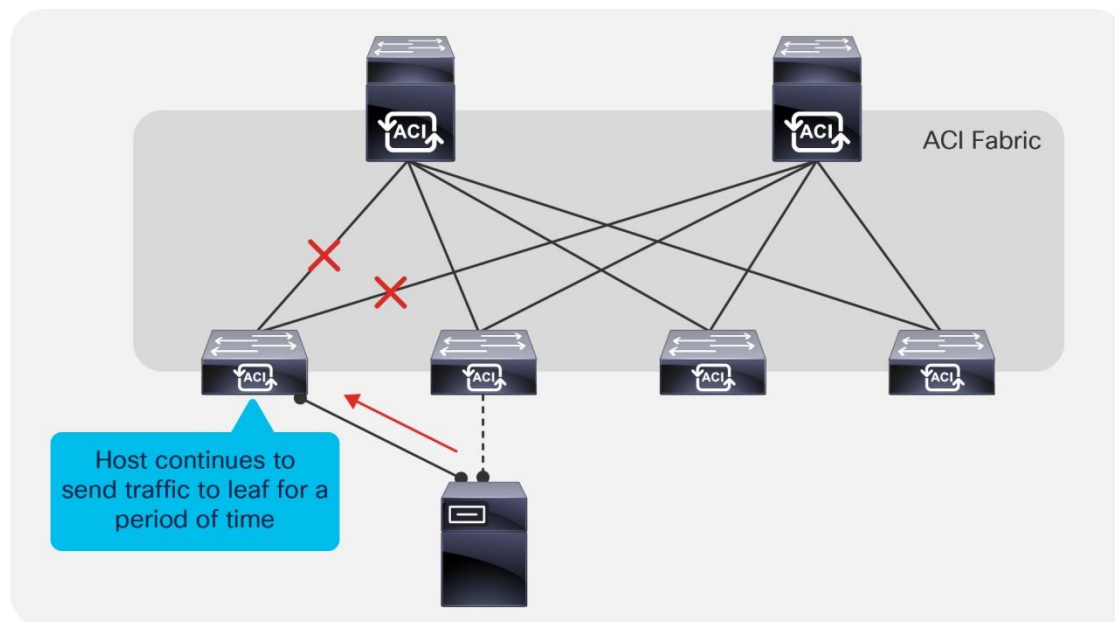 ACI
ACI
ACI Fabric
ACI
ACI
ACI
ACI
Host continues to
send traffic to leaf for a
period of time